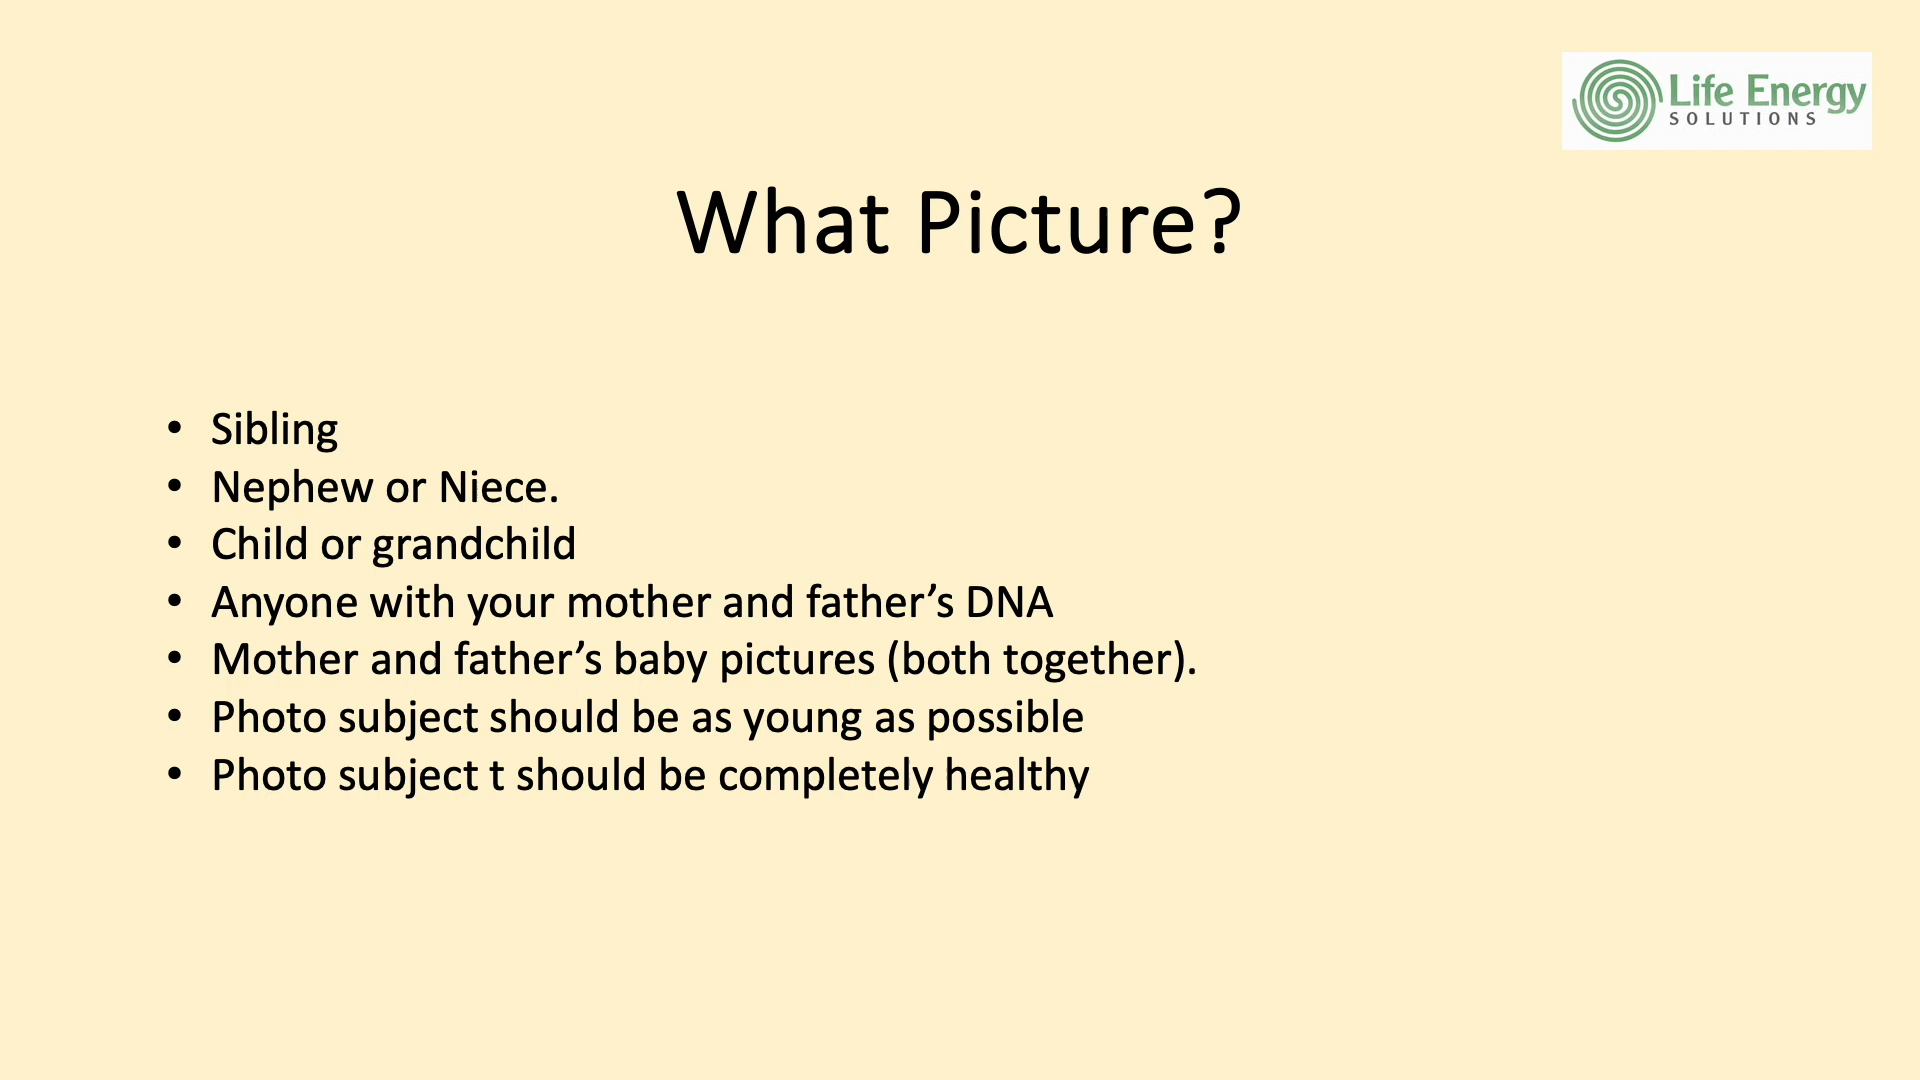 Life Energy
SOLUTIONS
What Picture?
• Sibling
• Nephew or Niece.
• Child or grandchild
• Anyone with your mother and father’s DNA
• Mother and father’s baby pictures (both together).
• Photo subject should be as young as possible
• Photo subject t should be completely healthy